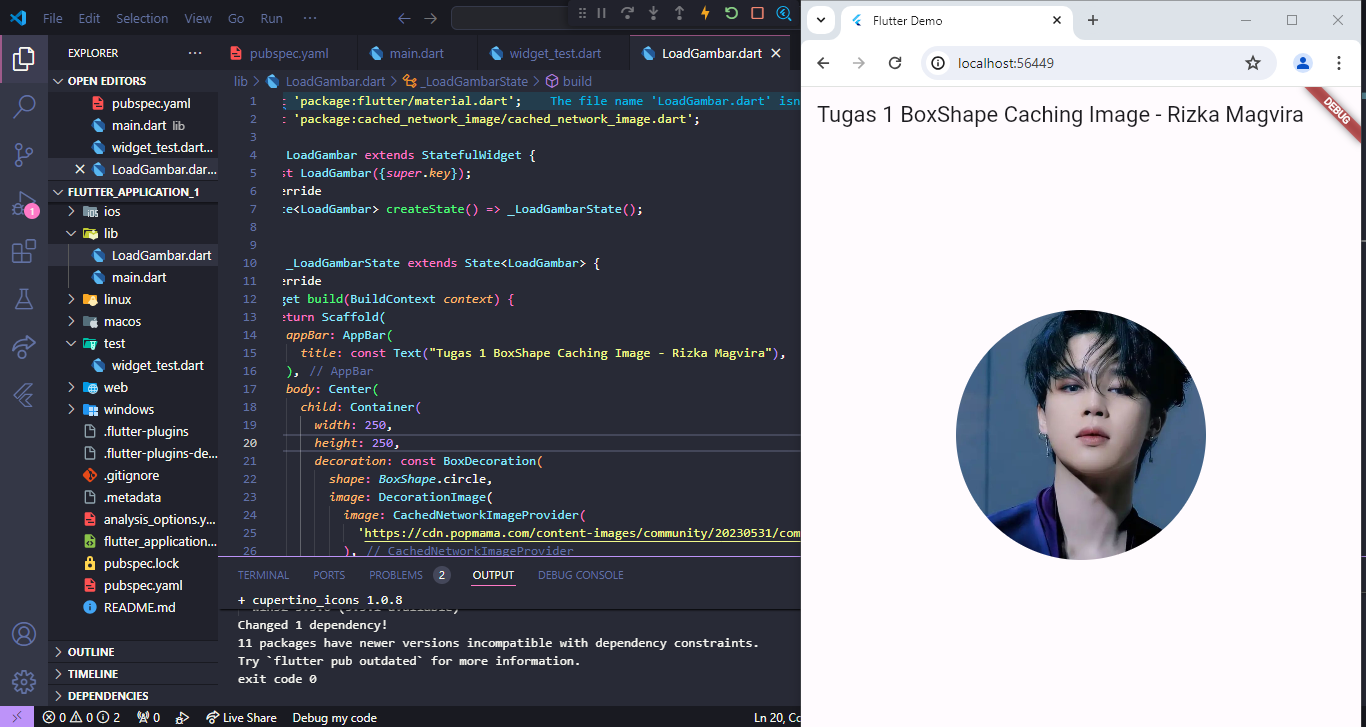 File Edit Selection View Go Run ···
EXPLORER
OPEN EDITORS
pubspec.yaml
main.dart lib
widget_test.dart...
LoadGambar.dar...
FLUTTER_APPLICATION_1
ios
lib
LoadGambar.dart
main.dart
linux
macos
test
widget_test.dart
web
windows
.flutter-plugins
.flutter-plugins-de...
.gitignore
.metadata
analysis_options.y...
flutter_application...
pubspec.lock
pubspec.yaml
README.md
OUTLINE
TIMELINE
DEPENDENCIES
1
pubspec.yaml main.dart widget_test.dart LoadGambar.dart
lib > LoadGambar.dart > _LoadGambarState > build
1 'package:flutter/material.dart'; The file name 'LoadGambar.dart' isn
2 'package:cached_network_image/cached_network_image.dart';
3
4 LoadGambar extends StatefulWidget {
5 st LoadGambar({super.key});
6 erride
7 te<LoadGambar> createState() => _LoadGambarState();
8
9
10 _LoadGambarState extends State<LoadGambar> {
11 erride
12 get build(BuildContext context) {
13 eturn Scaffold(
14 appBar: AppBar(
15 title: const Text("Tugas 1 BoxShape Caching Image - Rizka Magvira"),
16 ), // AppBar
17 body: Center(
18 child: Container(
19 width: 250,
20 height: 250,
21 decoration: const BoxDecoration(
22 shape: BoxShape.circle,
23 image: DecorationImage(
24 image: CachedNetworkImageProvider(
25 'https://cdn.popmama.com/content-images/community/20230531/com
26 ), // CachedNetworkImageProvider
TERMINAL PORTS PROBLEMS 2 OUTPUT DEBUG CONSOLE
+ cupertino_icons 1.0.8
Changed 1 dependency!
11 packages have newer versions incompatible with dependency constraints.
Try `flutter pub outdated` for more information.
exit code 0
0 0 2 0 Live Share Debug my code Ln 20, Co
Flutter Demo
localhost:56449
Tugas 1 BoxShape Caching Image - Rizka Magvira
DEBUG